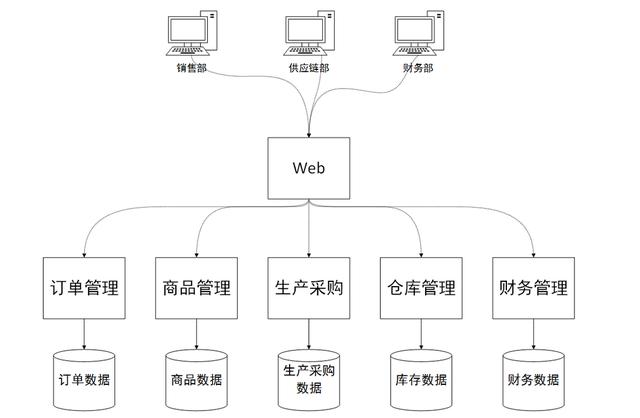 销售部
供应链部
财务部
Web
订单管理
商品管理
生产采购
仓库管理
财务管理
订单数据
商品数据
生产采购
数据
库存数据
财务数据